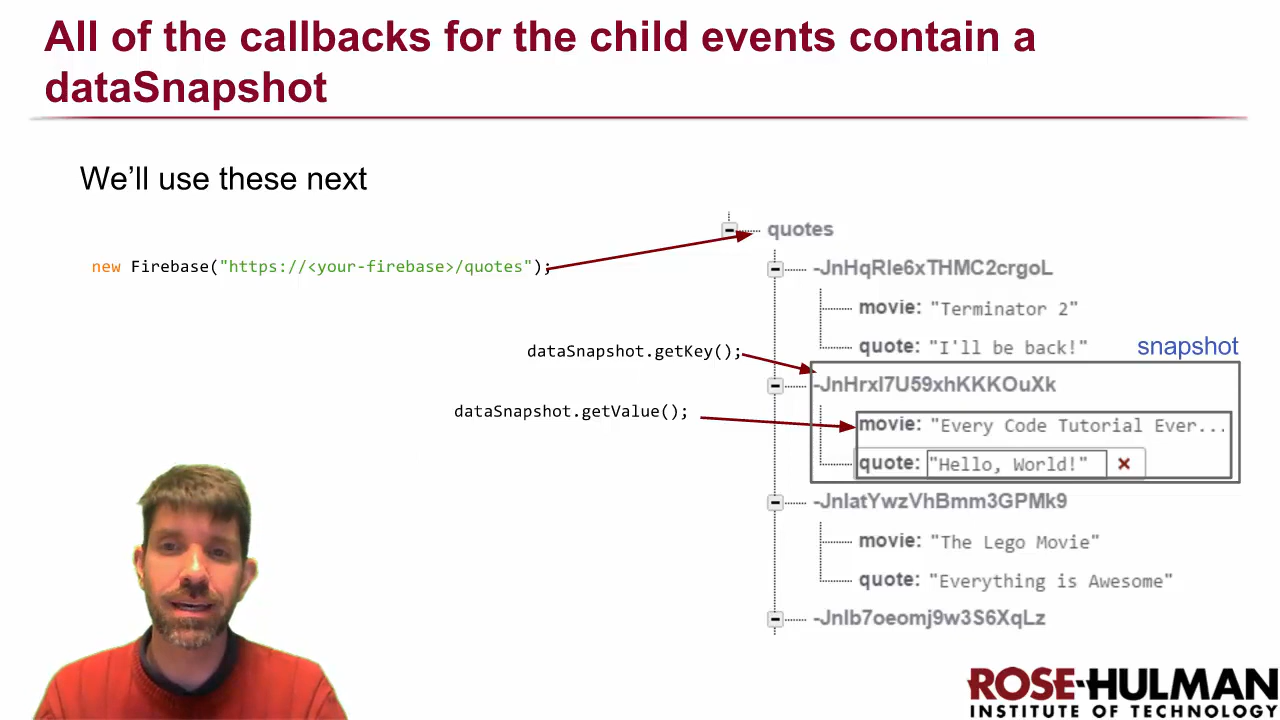 All of the callbacks for the child events contain a
dataSnapshot
We’ll use these next
new Firebase("https://<your-firebase>/quotes");
quotes
-JnHqRle6xTHMC2crgoL
movie: "Terminator 2"
quote: "I'll be back!"
snapshot
dataSnapshot.getKey();
-JnHrxI7U59xhKKKOuXk
dataSnapshot.getValue();
movie: "Every Code Tutorial Ever...
quote: "Hello, World!"
-JnIatYwzVhBmm3GPMk9
movie: "The Lego Movie"
quote: "Everything is Awesome"
-JnIb7oeomj9w3S6XqLz
ROSE-HULMAN
INSTITUTE OF TECHNOLOGY